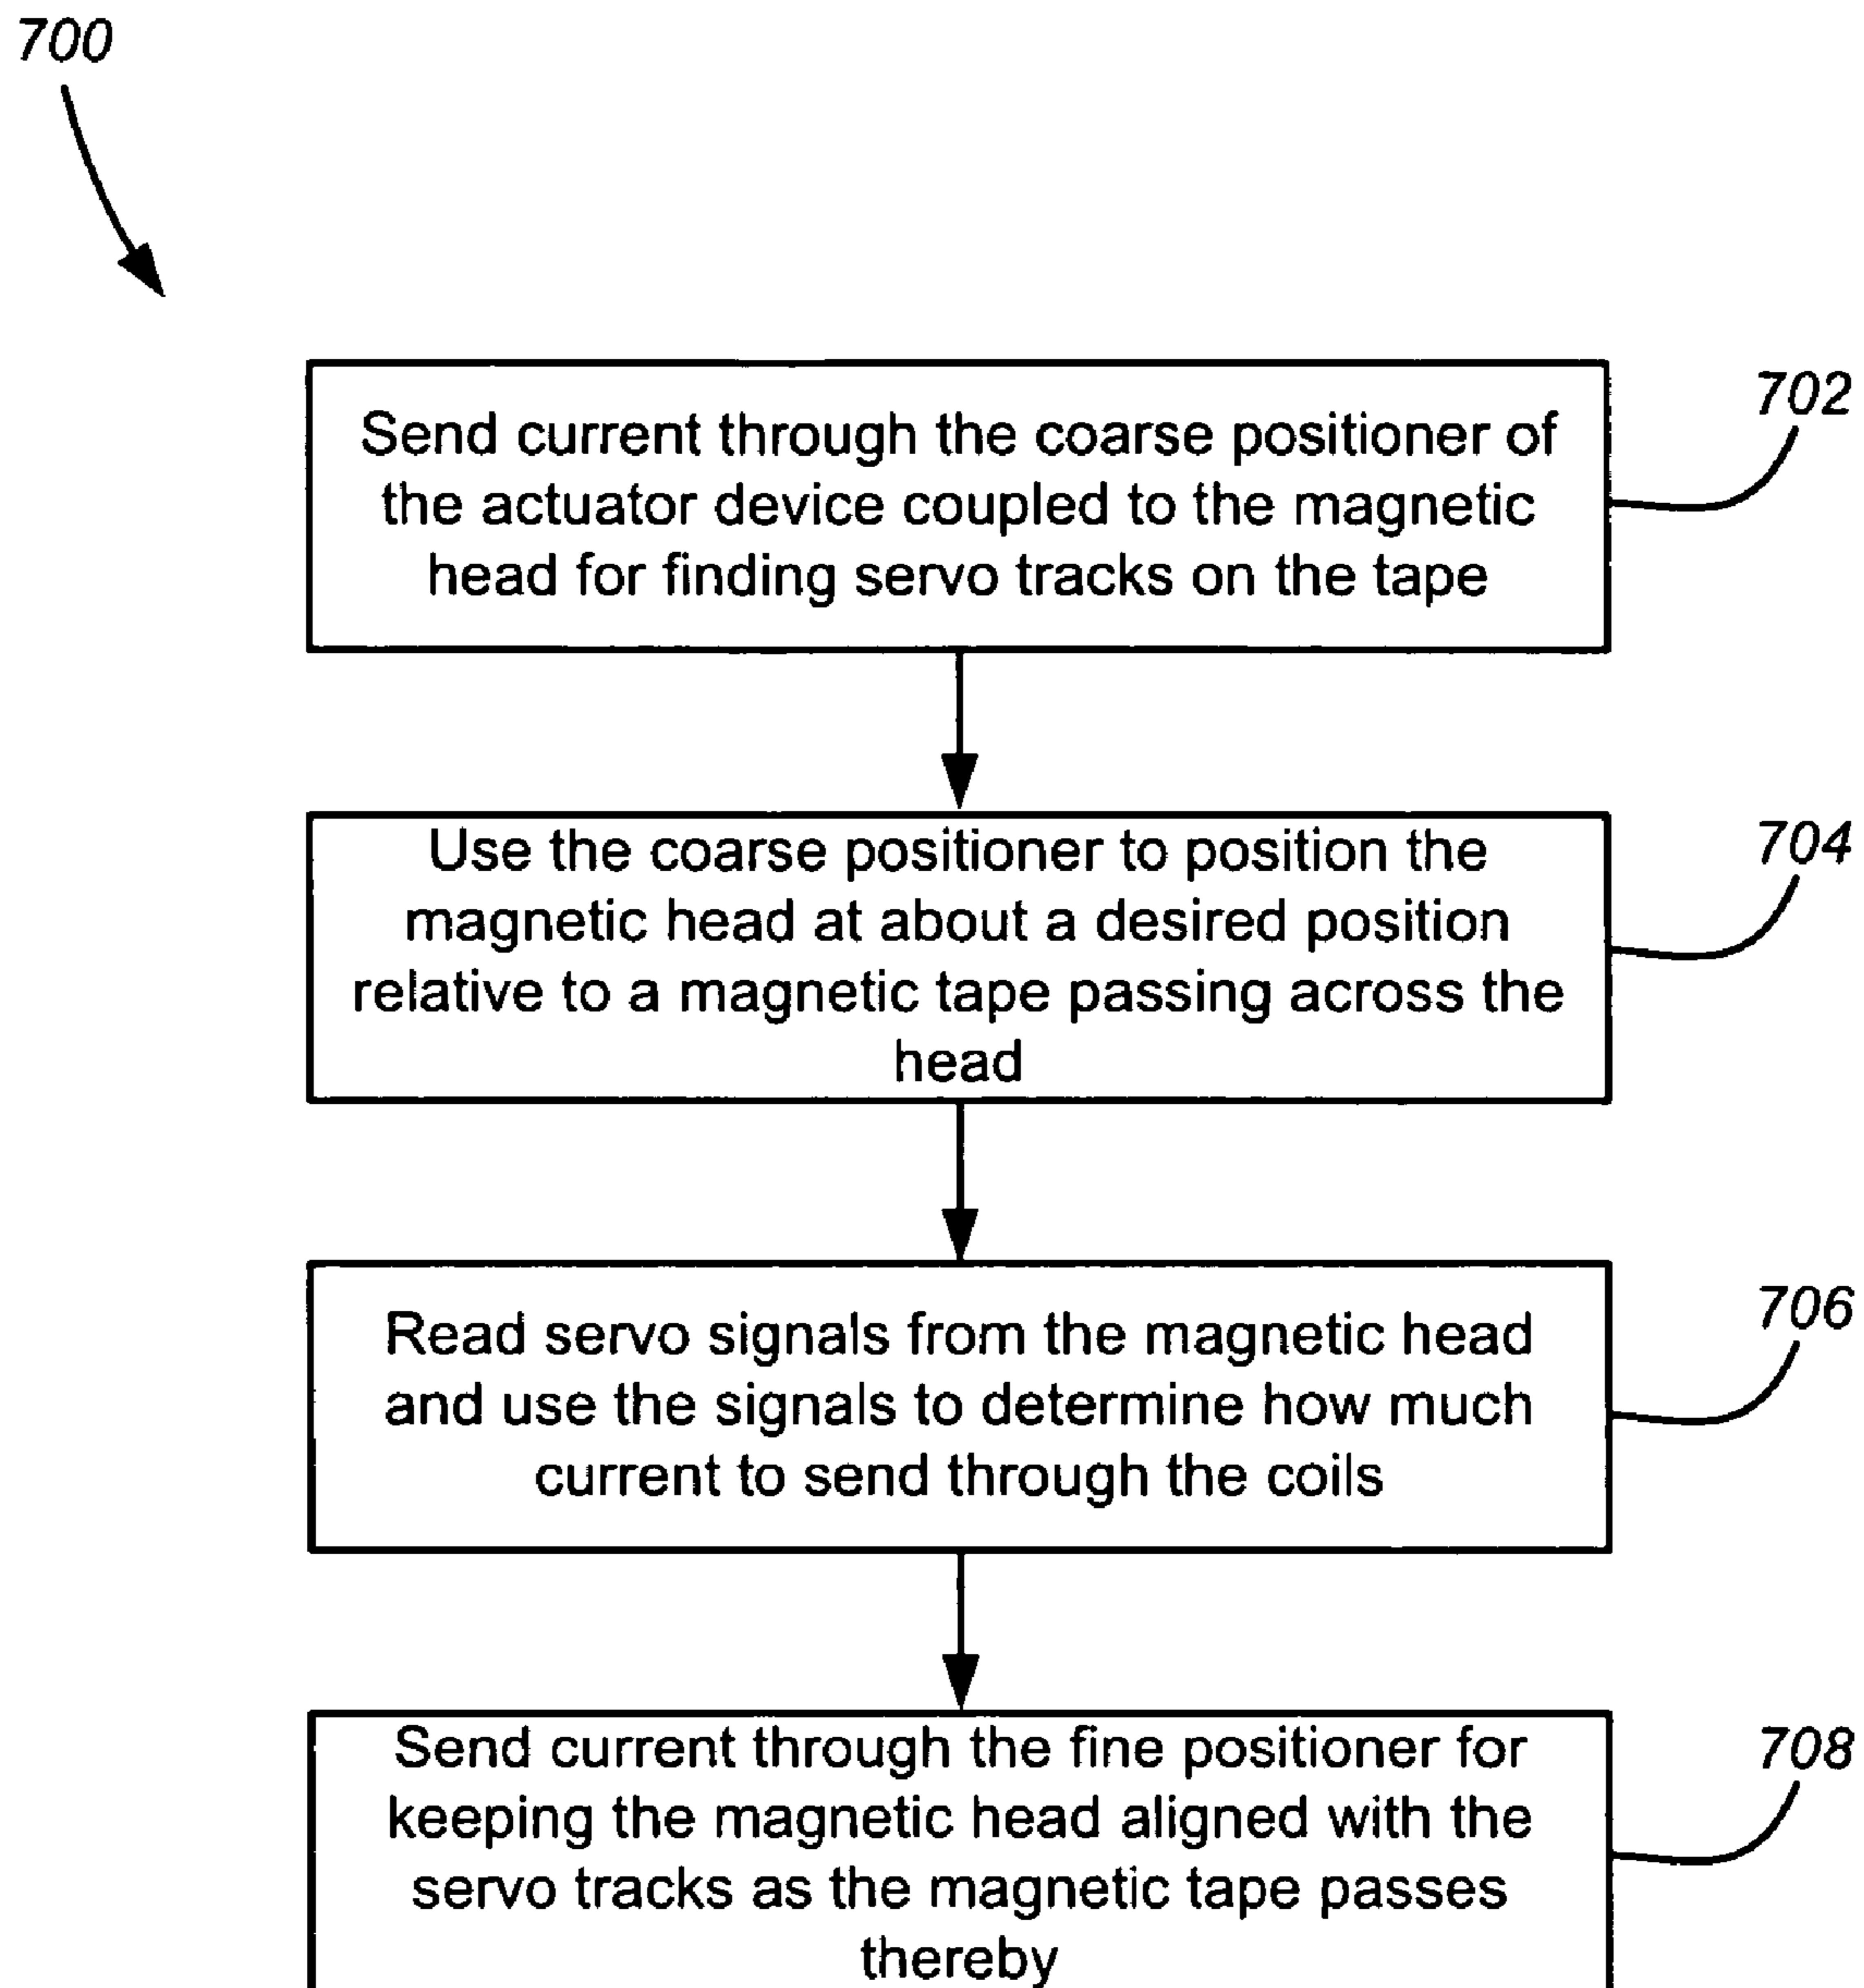 700
702
Send current through the coarse positioner of
the actuator device coupled to the magnetic
head for finding servo tracks on the tape
704
Use the coarse positioner to position the
magnetic head at about a desired position
relative to a magnetic tape passing across the
head
706
Read servo signals from the magnetic head
and use the signals to determine how much
current to send through the coils
708
Send current through the fine positioner for
keeping the magnetic head aligned with the
servo tracks as the magnetic tape passes
thereby